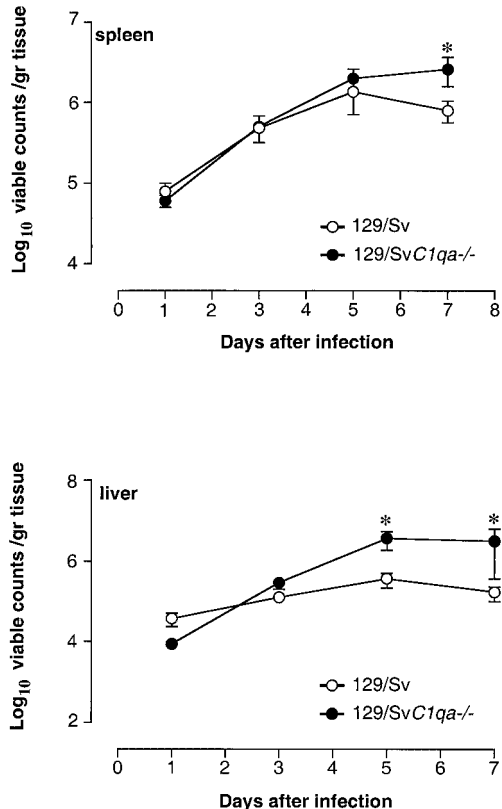 spleen
Log10 viable counts /gr tissue
7
6
5
4
*
129/Sv
129/SvC1qa-/-
0 1 2 3 4 5 6 7 8
Days after infection
liver
Log10 viable counts /gr tissue
8
6
4
2
* *
129/Sv
129/SvC1qa-/-
0 1 2 3 4 5 6 7
Days after infection